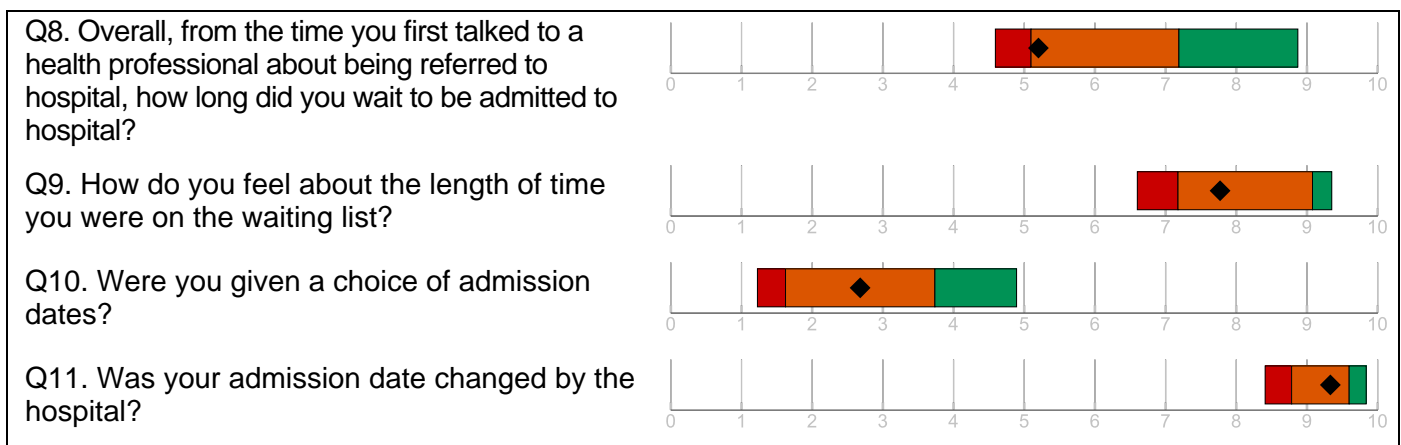 Q8. Overall, from the time you first talked to a
health professional about being referred to
hospital, how long did you wait to be admitted to
hospital?
0 1 2 3 4 5 6 7 8 9 10
Q9. How do you feel about the length of time
you were on the waiting list?
0 1 2 3 4 5 6 7 8 9 10
Q10. Were you given a choice of admission
dates?
0 1 2 3 4 5 6 7 8 9 10
Q11. Was your admission date changed by the
hospital?
0 1 2 3 4 5 6 7 8 9 10